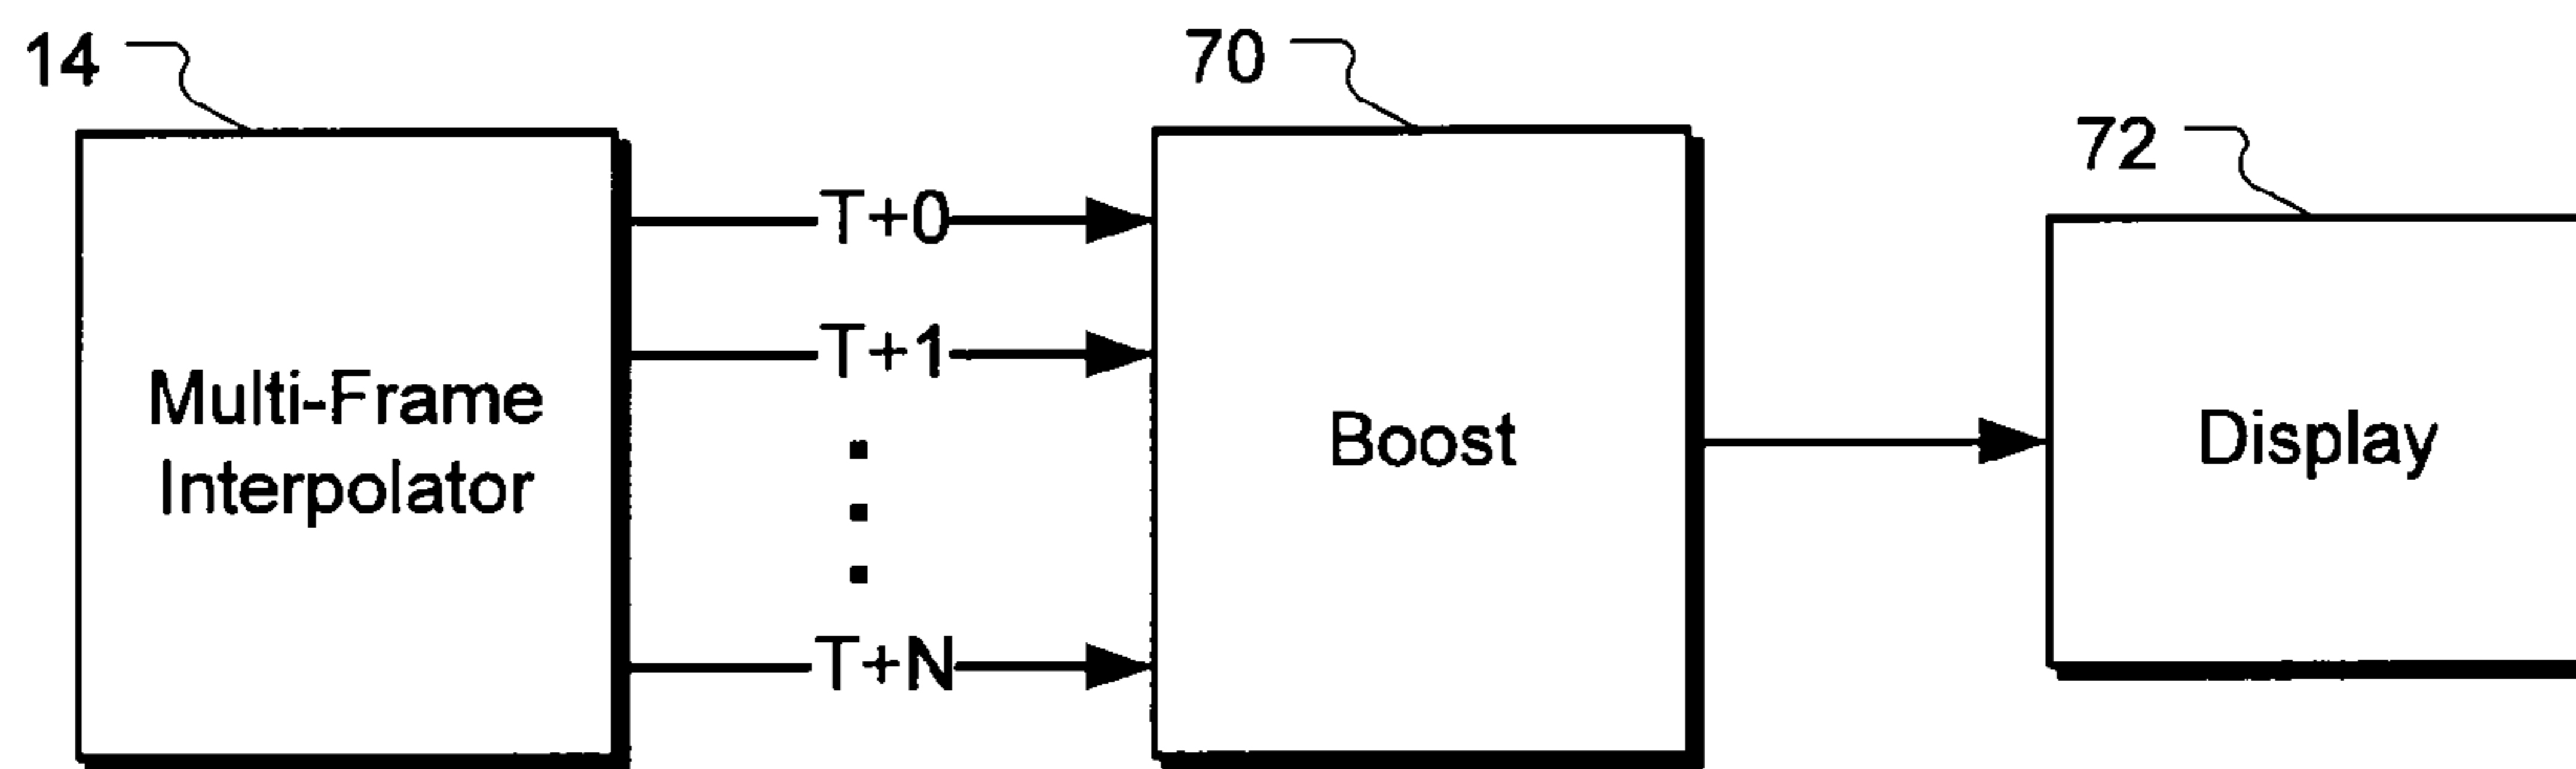 14
70
72
T+0
T+1
Multi-Frame
Interpolator
Boost
Display
T+N